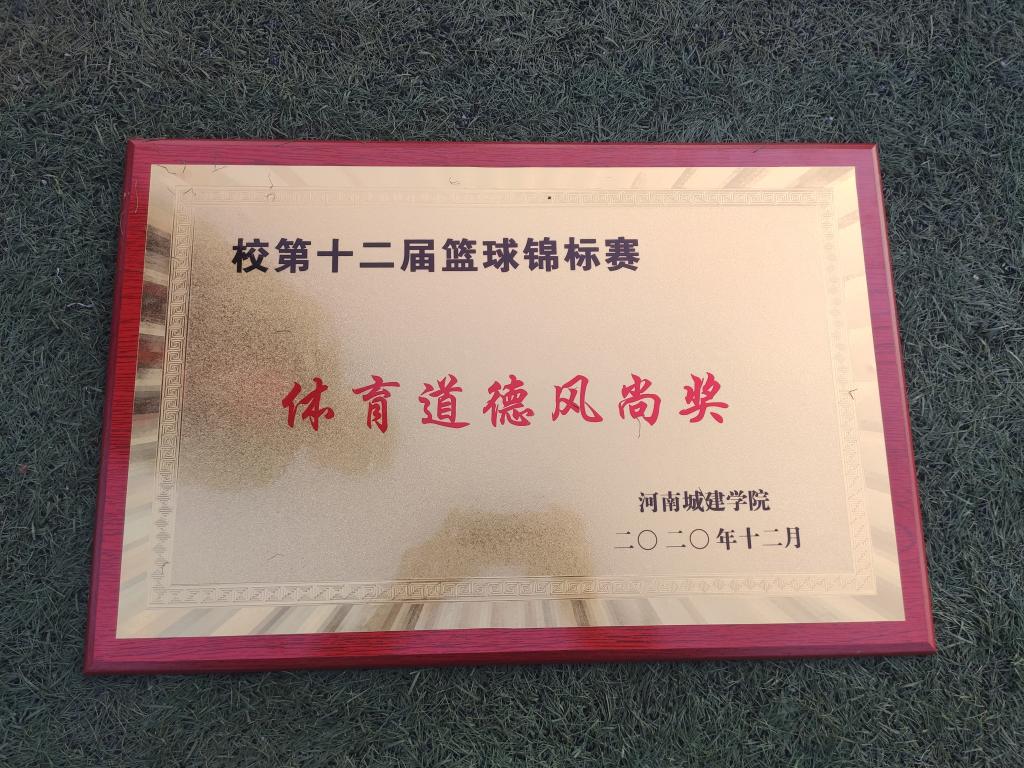 校第十二届篮球锦标赛
体育道德风尚奖
河南城建学院
二〇二〇年十二月